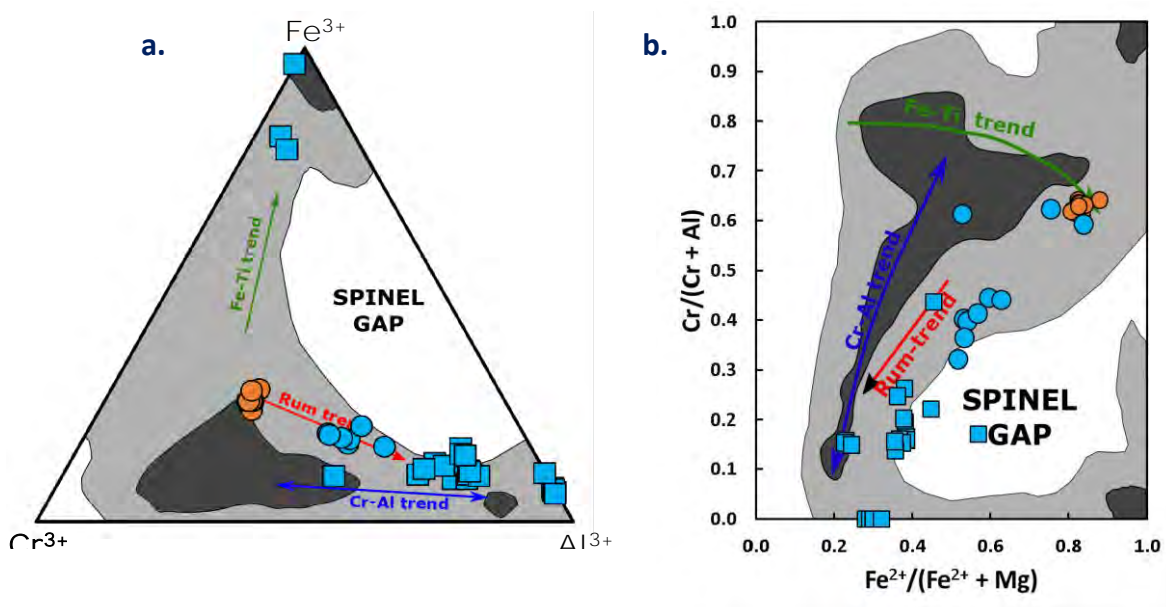 a.
Fe³⁺
Fe-Ti trend
SPINEL
GAP
Rum tre
Cr-Al trend
Cr³⁺
Al³⁺
b.
1.0
0.9
0.8
0.7
0.6
0.5
0.4
0.3
0.2
0.1
0.0
Cr/(Cr + Al)
Fe-Ti trend
Cr-Al trend
Rum-trend
SPINEL
GAP
0.0 0.2 0.4 0.6 0.8 1.0
Fe²⁺/(Fe²⁺ + Mg)